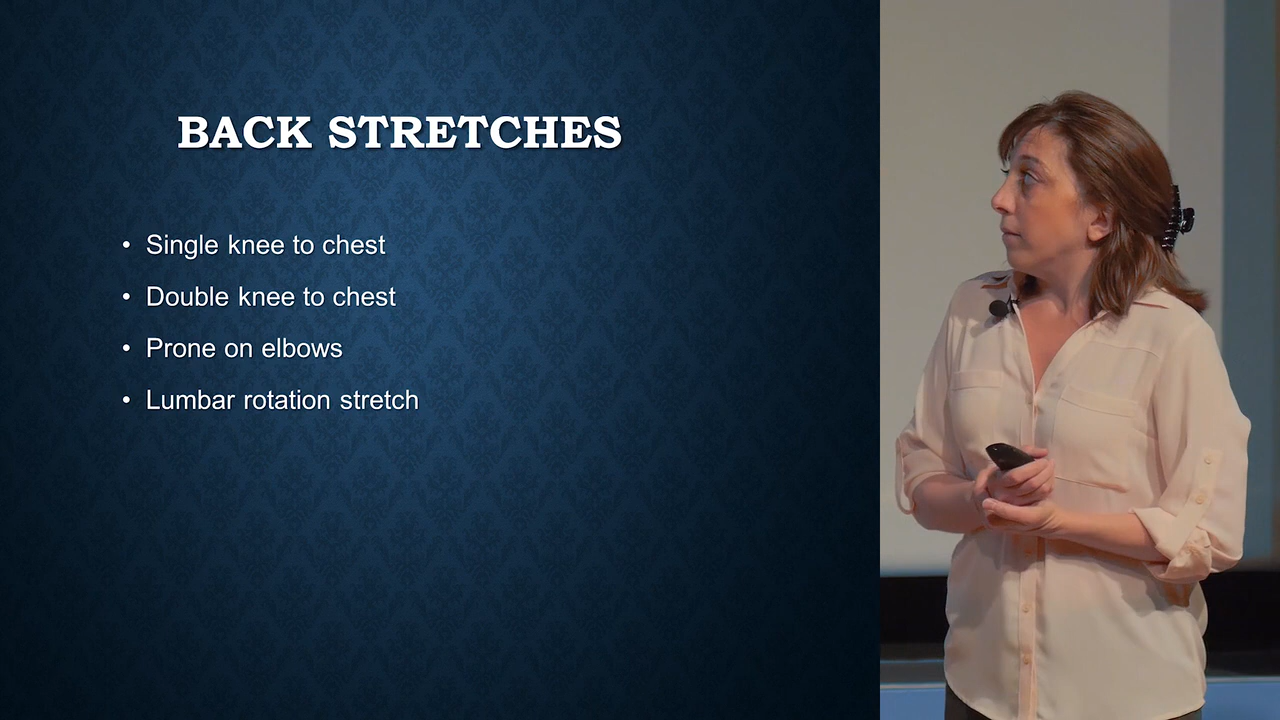 BACK STRETCHES
• Single knee to chest
• Double knee to chest
• Prone on elbows
• Lumbar rotation stretch